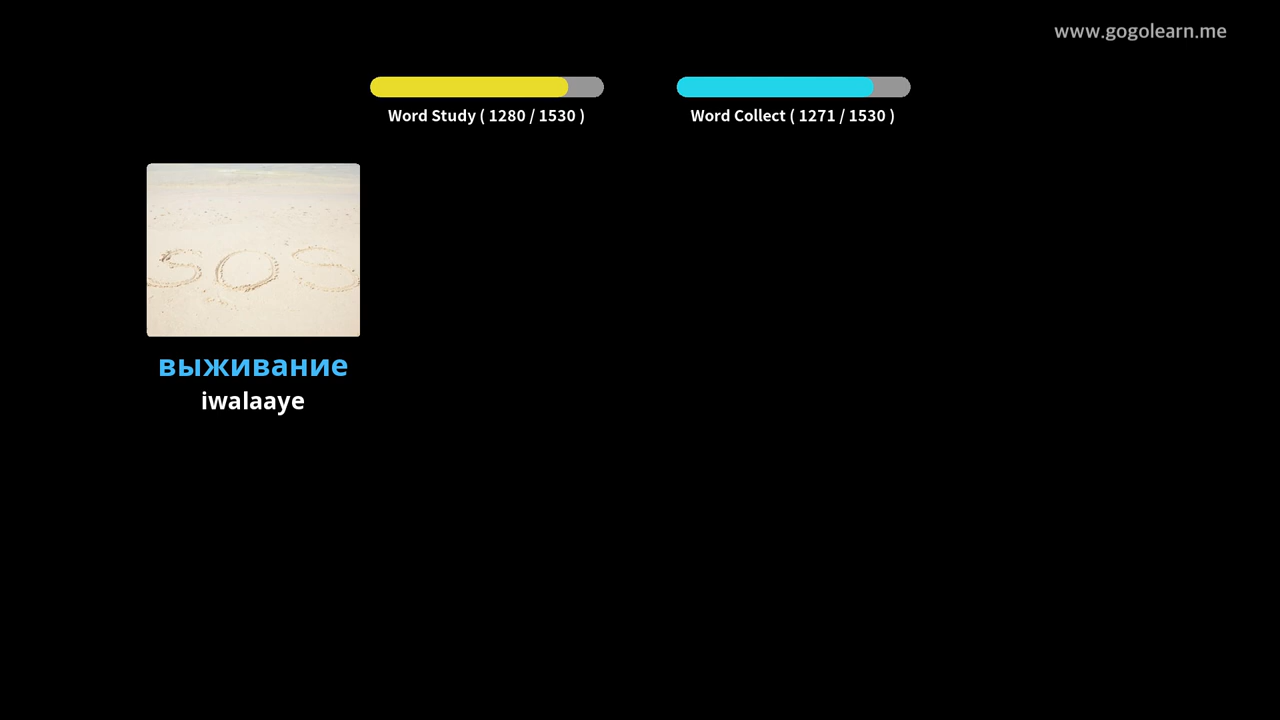 www.gogolearn.me
Word Study ( 1280 / 1530 )
Word Collect ( 1271 / 1530 )
SOS
выживание
iwalaaye